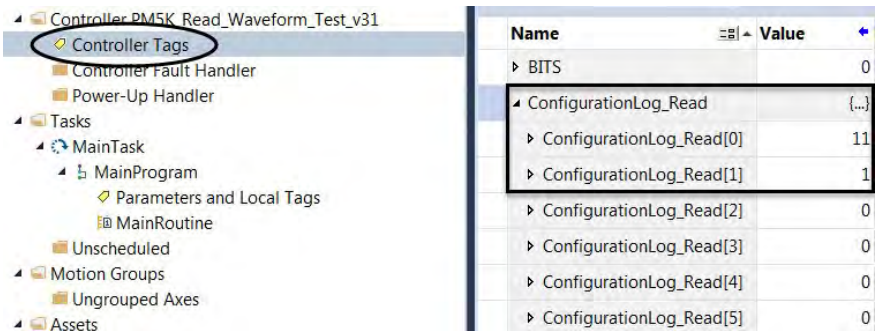 Controller PM5K_Read_Waveform_Test_v31
Controller Tags
Controller Fault Handler
Power-Up Handler
Tasks
MainTask
MainProgram
Parameters and Local Tags
MainRoutine
Unscheduled
Motion Groups
Ungrouped Axes
Assets
Name Value
BITS 0
ConfigurationLog_Read {...}
ConfigurationLog_Read[0] 11
ConfigurationLog_Read[1] 1
ConfigurationLog_Read[2] 0
ConfigurationLog_Read[3] 0
ConfigurationLog_Read[4] 0
ConfigurationLog_Read[5] 0